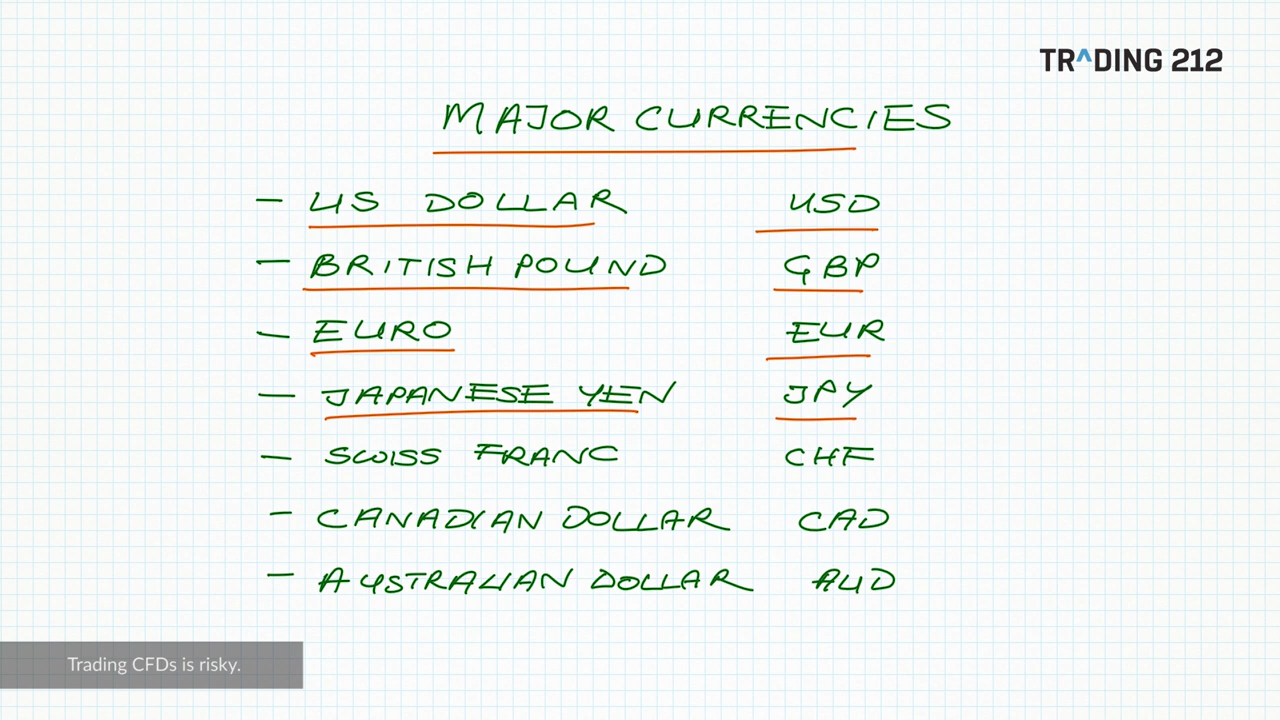 TRADING 212
MAJOR CURRENCIES
- US DOLLAR USD
- BRITISH POUND GBP
- EURO EUR
- JAPANESE YEN JPY
- SWISS FRANC CHF
- CANADIAN DOLLAR CAD
- AUSTRALIAN DOLLAR AUD
Trading CFDs is risky.